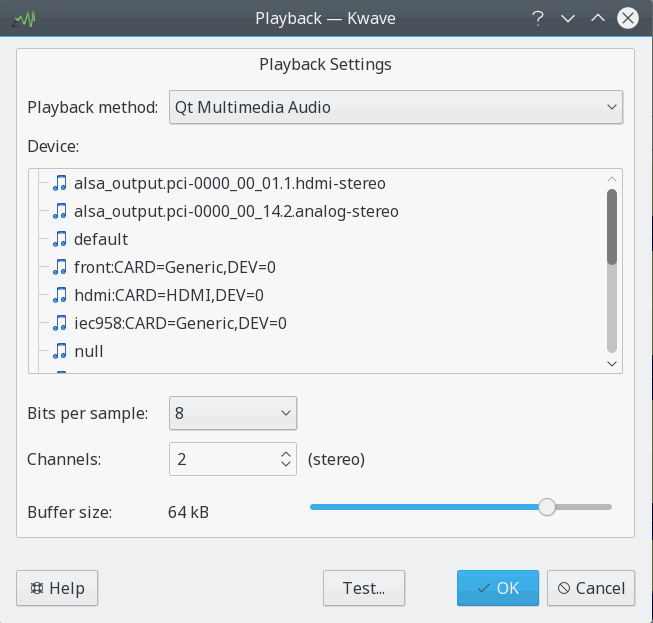 Playback — Kwave
Playback Settings
Playback method: Qt Multimedia Audio
Device:
alsa_output.pci-0000_00_01.1.hdmi-stereo
alsa_output.pci-0000_00_14.2.analog-stereo
default
front:CARD=Generic,DEV=0
hdmi:CARD=HDMI,DEV=0
iec958:CARD=Generic,DEV=0
null
Bits per sample: 8
Channels: 2 (stereo)
Buffer size: 64 kB
Help Test... OK Cancel